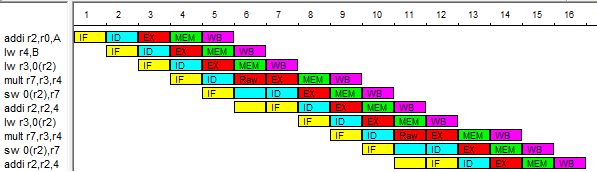 1 2 3 4 5 6 7 8 9 10 11 12 13 14 15 16
addi r2,r0,A IF ID EX MEM WB
lw r4,B IF ID EX MEM WB
lw r3,0(r2) IF ID EX MEM WB
mult r7,r3,r4 IF ID Raw EX MEM WB
sw 0(r2),r7 IF ID EX MEM WB
addi r2,r2,4 IF ID EX MEM WB
lw r3,0(r2) IF ID EX MEM WB
mult r7,r3,r4 IF ID Raw EX MEM WB
sw 0(r2),r7 IF ID EX MEM WB
addi r2,r2,4 IF ID EX MEM WB